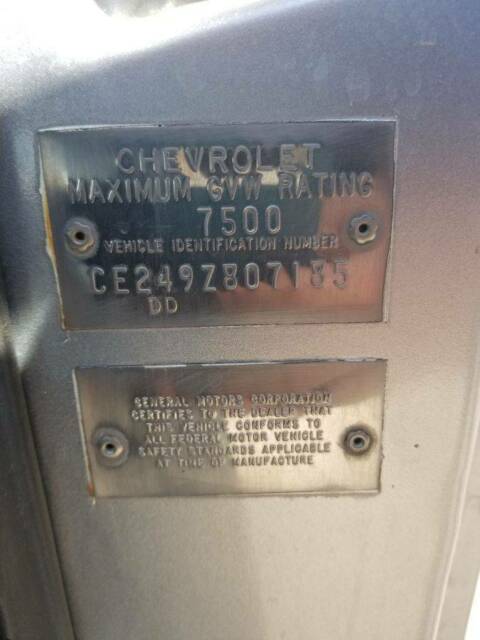 CHEVROLET
MAXIMUM GVW RATING
7500
VEHICLE IDENTIFICATION NUMBER
CE249Z807135
DD
GENERAL MOTORS CORPORATION
CERTIFIES TO THE DEALER THAT
THIS VEHICLE CONFORMS TO
ALL FEDERAL MOTOR VEHICLE
SAFETY STANDARDS APPLICABLE
AT TIME OF MANUFACTURE